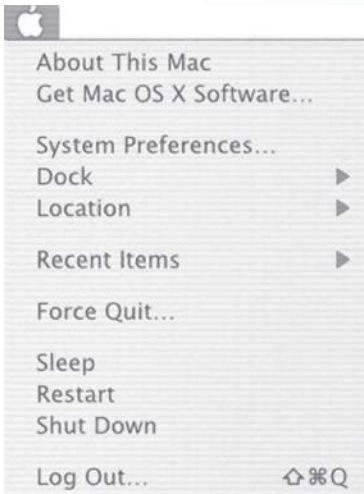 About This Mac
Get Mac OS X Software...
System Preferences...
Dock
Location
Recent Items
Force Quit...
Sleep
Restart
Shut Down
Log Out... ⇧⌘Q